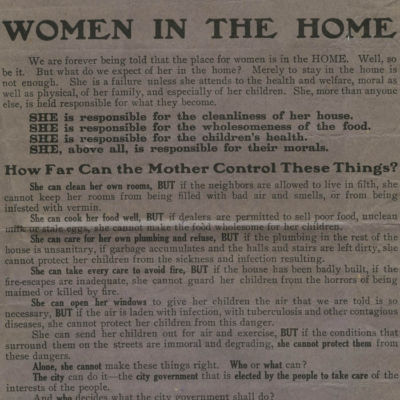 WOMEN IN THE HOME
We are forever being told that the place for women is in the HOME. Well, so
be it. But what do we expect of her in the home? Merely to stay in the home is
not enough. She is a failure unless she attends to the health and welfare, moral as
well as physical, of her family, and especially of her children. She, more than anyone
else, is held responsible for what they become.
SHE is responsible for the cleanliness of her house.
SHE is responsible for the wholesomeness of the food.
SHE is responsible for the children's health.
SHE, above all, is responsible for their morals.
How Far Can the Mother Control These Things?
She can clean her own rooms, BUT if the neighbors are allowed to live in filth, she
cannot keep her rooms from being filled with bad air and smells, or from being
infested with vermin.
She can cook her food well, BUT if dealers are permitted to sell poor food, unclean
milk or stale eggs, she cannot make the food wholesome for her children.
She can care for her own plumbing and refuse, BUT if the plumbing in the rest of the
house is unsanitary, if garbage accumulates and the halls and stairs are left dirty, she
cannot protect her children from the sickness and infection resulting.
She can take every care to avoid fire, BUT if the house has been badly built, if the
fire-escapes are inadequate, she cannot guard her children from the horrors of being
maimed or killed by fire.
She can open her windows to give her children the air that we are told is so
necessary, BUT if the air is laden with infection, with tuberculosis and other contagious
diseases, she cannot protect her children from this danger.
She can send her children out for air and exercise, BUT if the conditions that
surround them on the streets are immoral and degrading, she cannot protect them from
these dangers.
Alone, she cannot make these things right. Who or what can?
The city can do it—the city government that is elected by the people to take care of the
interests of the people.
And who decides what the city government shall do?